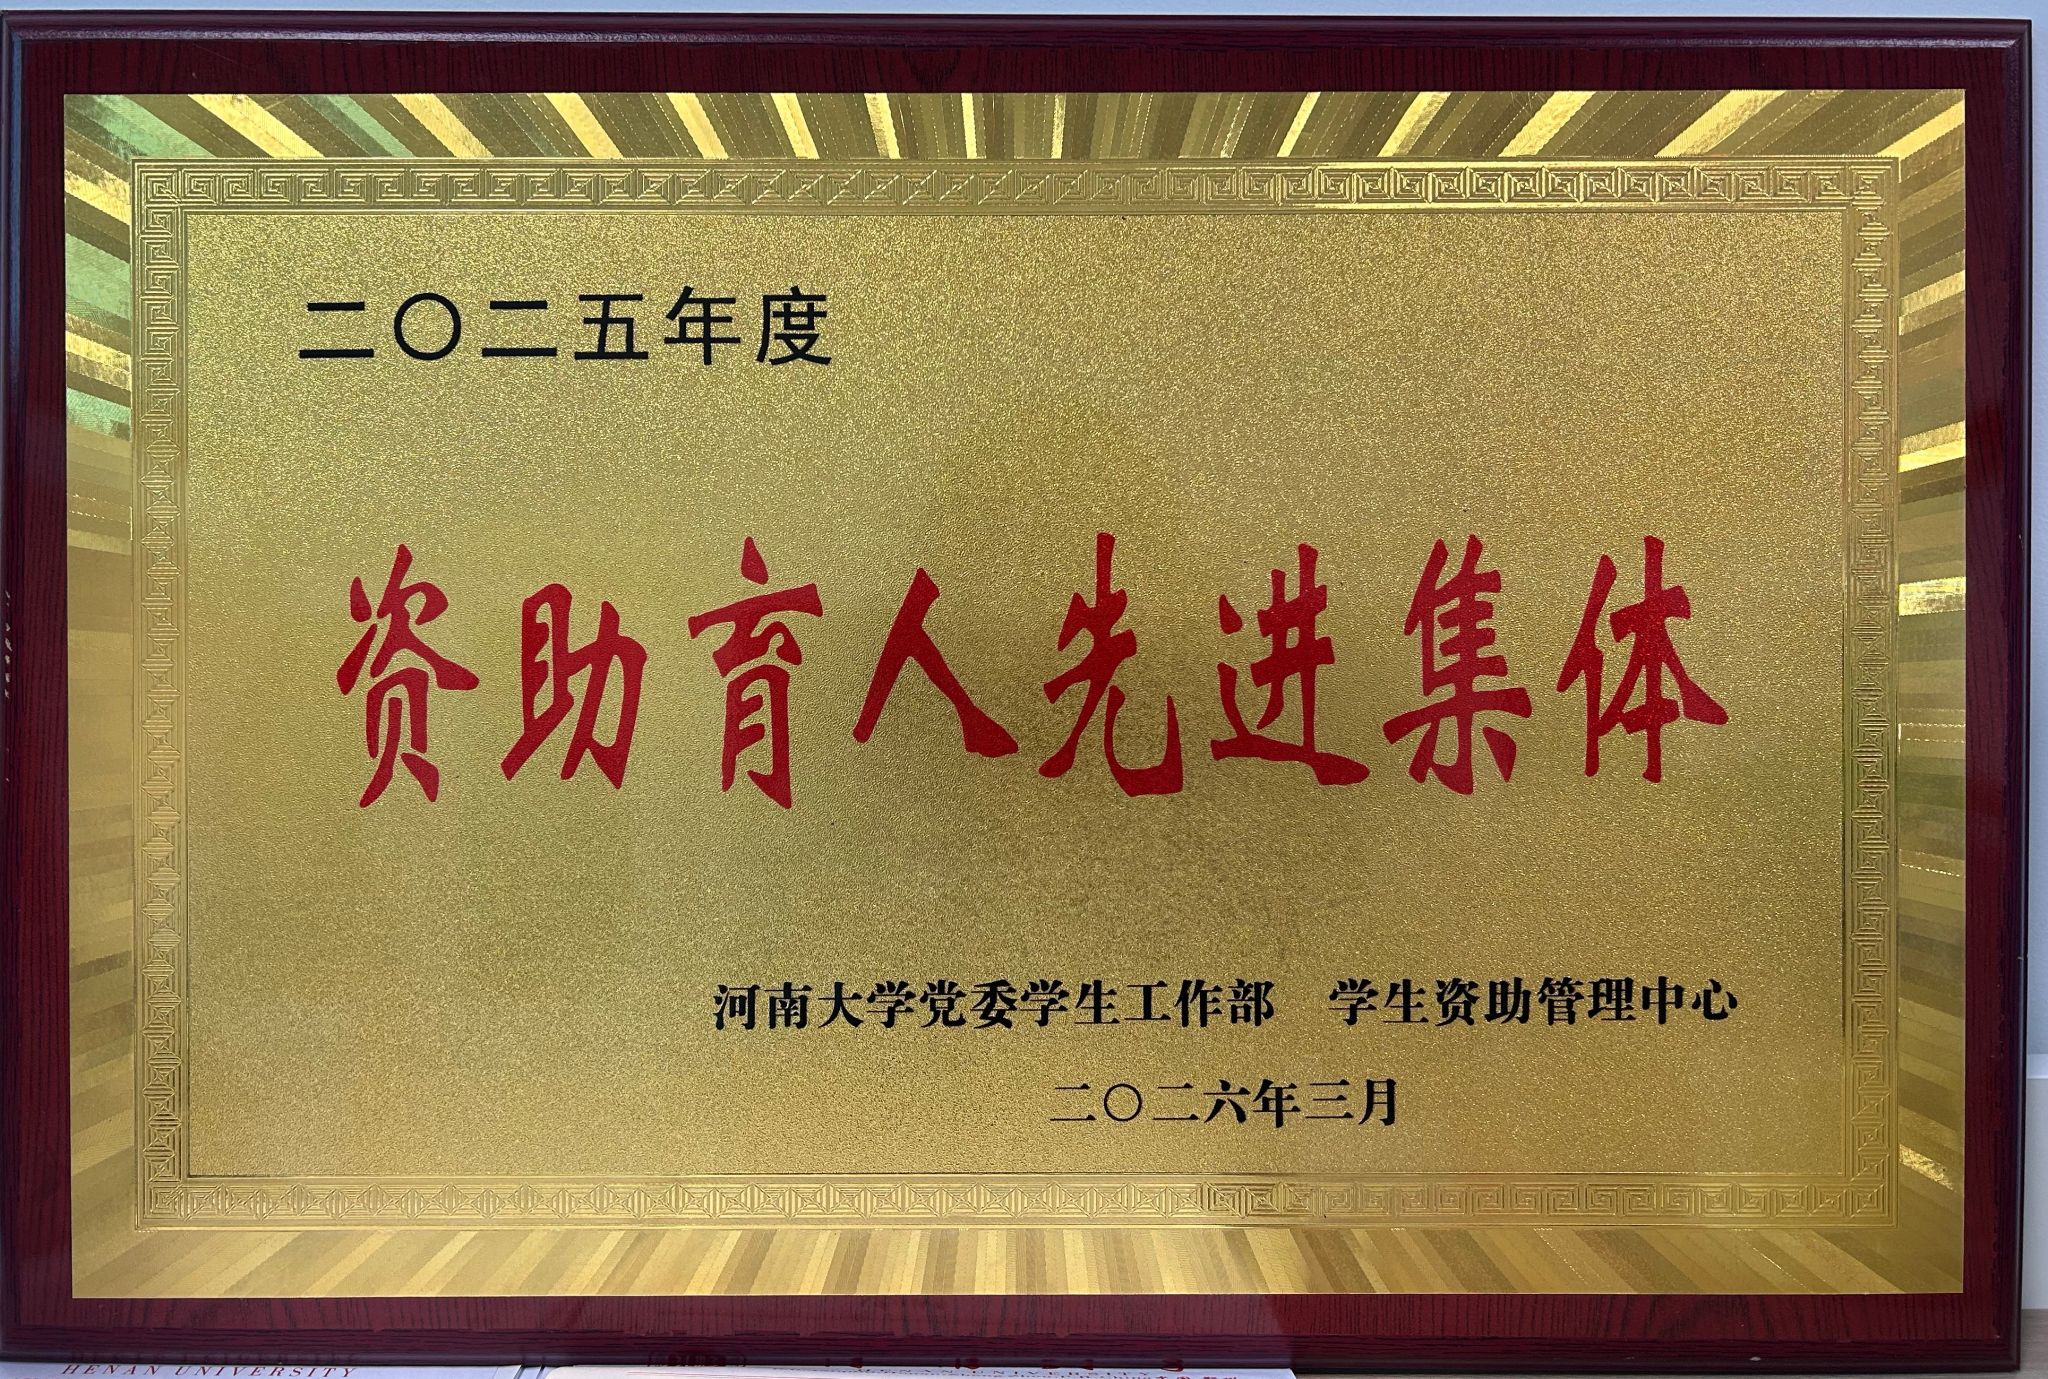 二〇二五年度
资助育人先进集体
河南大学党委学生工作部 学生资助管理中心
二〇二六年三月
HENAN UNIVERSITY